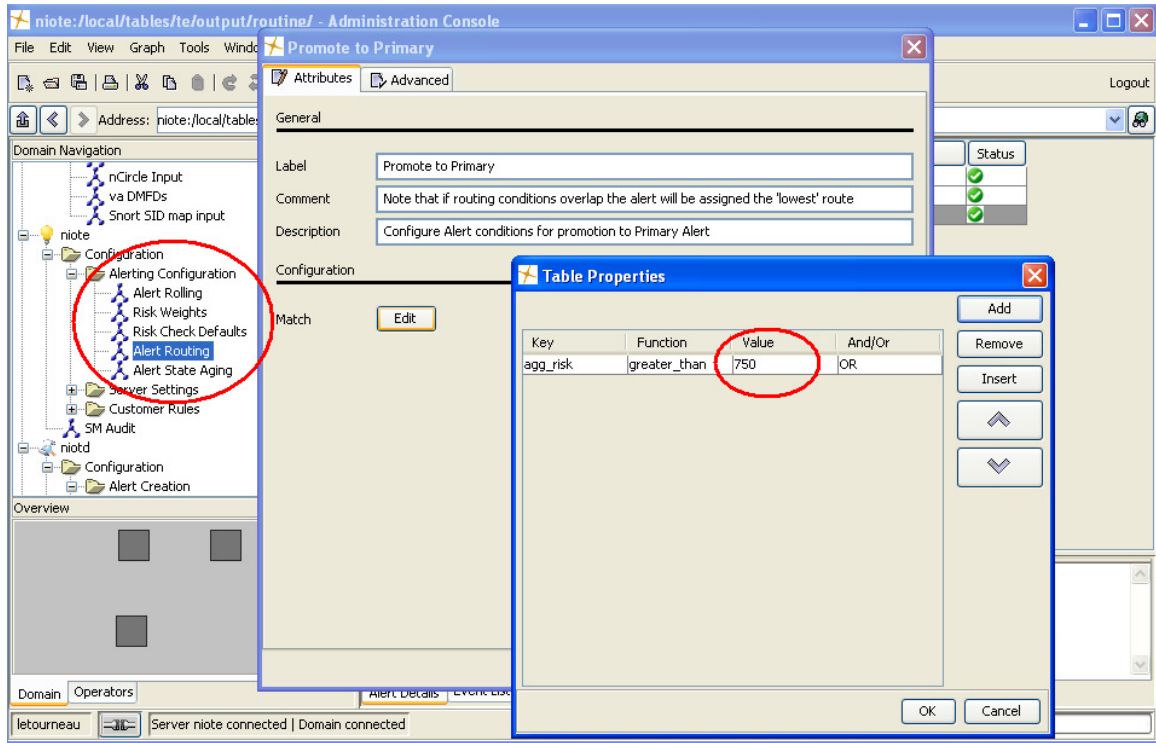 niote:/local/tables/te/output/routing/ - Administration Console
File Edit View Graph Tools
Logout
Address: niote:/local/table
Domain Navigation
nCircle Input
va DMFDs
Snort SID map input
niote
Configuration
Alerting Configuration
Alert Rolling
Risk Weights
Risk Check Defaults
Alert Routing
Alert State Aging
Server Settings
Customer Rules
SM Audit
niotd
Configuration
Alert Creation
Overview
Domain Operators
letourneau Server niote connected | Domain connected
Status
Promote to Primary
Attributes Advanced
General
Label Promote to Primary
Comment Note that if routing conditions overlap the alert will be assigned the 'lowest' route
Description Configure Alert conditions for promotion to Primary Alert
Configuration
Match Edit
Alert Details
Table Properties
Key Function Value And/Or
agg_risk greater_than 750 OR
Add
Remove
Insert
OK Cancel